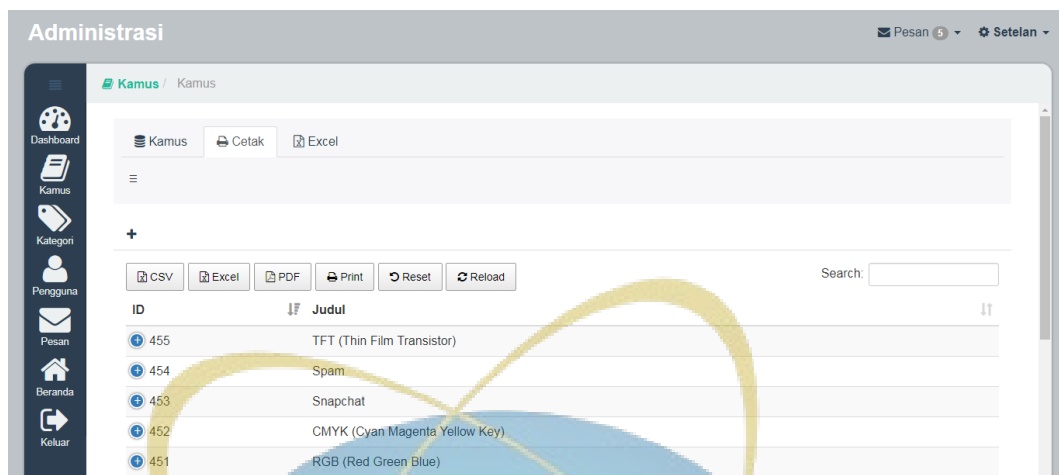 Administrasi
Pesan 5
Setelan
Kamus / Kamus
Dashboard
Kamus
Kategori
Pengguna
Pesan
Beranda
Keluar
Kamus Cetak Excel
CSV Excel PDF Print Reset Reload
Search:
ID Judul
455 TFT (Thin Film Transistor)
454 Spam
453 Snapchat
452 CMYK (Cyan Magenta Yellow Key)
451 RGB (Red Green Blue)